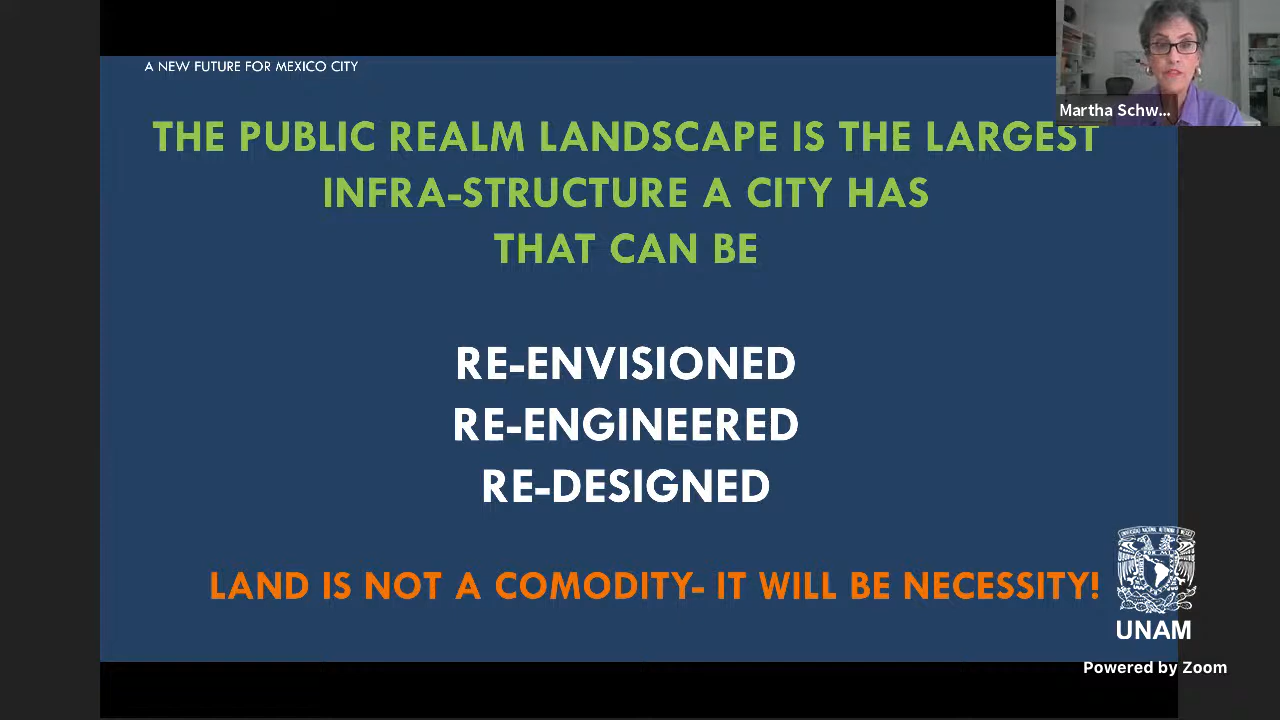 A NEW FUTURE FOR MEXICO CITY
Martha Schw...
THE PUBLIC REALM LANDSCAPE IS THE LARGEST
INFRA-STRUCTURE A CITY HAS
THAT CAN BE
RE-ENVISIONED
RE-ENGINEERED
RE-DESIGNED
LAND IS NOT A COMODITY- IT WILL BE NECESSITY!
UNAM
Powered by Zoom